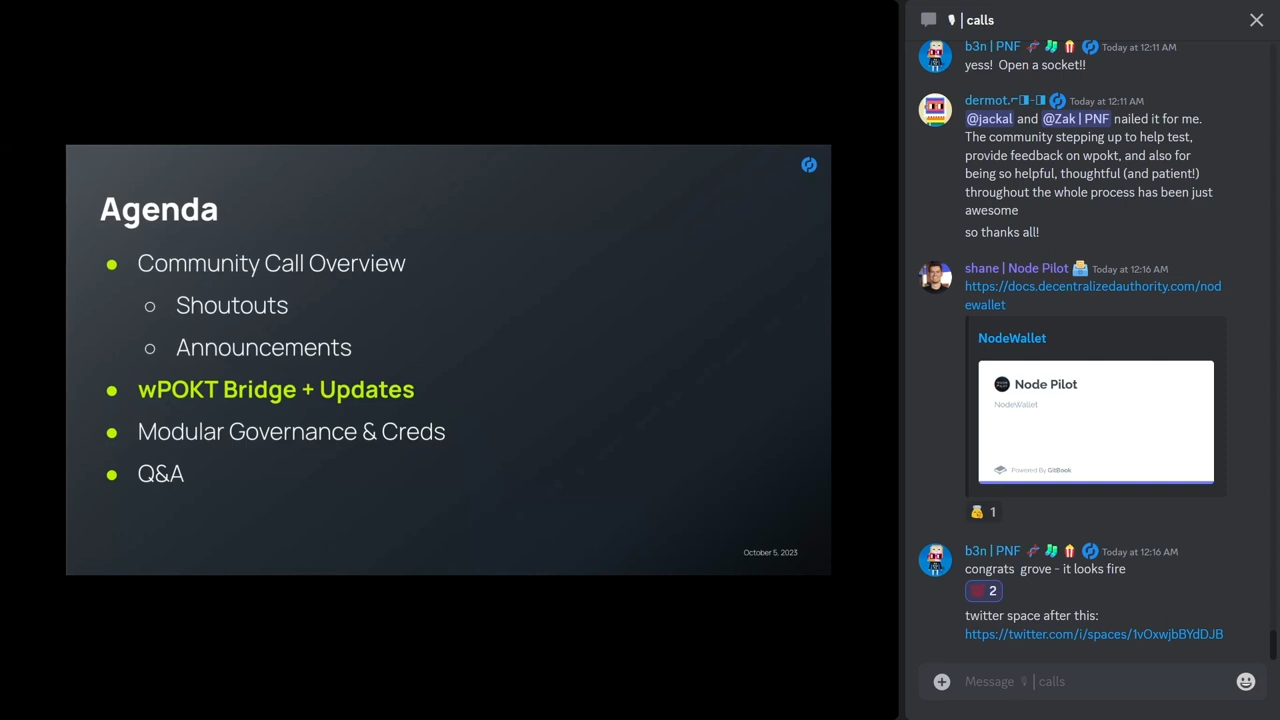 Agenda
● Community Call Overview
○ Shoutouts
○ Announcements
● wPOKT Bridge + Updates
● Modular Governance & Creds
● Q&A
October 5, 2023
calls
b3n | PNF Today at 12:11 AM
yess! Open a socket!!
dermot.⌐◨-◨ Today at 12:11 AM
@jackal and @Zak | PNF nailed it for me.
The community stepping up to help test,
provide feedback on wpokt, and also for
being so helpful, thoughtful (and patient!)
throughout the whole process has been just
awesome
so thanks all!
shane | Node Pilot Today at 12:16 AM
https://docs.decentralizedauthority.com/nod
ewallet
NodeWallet
Node Pilot
NodeWallet
Powered By GitBook
1
b3n | PNF Today at 12:16 AM
congrats grove - it looks fire
2
twitter space after this:
https://twitter.com/i/spaces/1vOxwjbBYdDJB
Message | calls